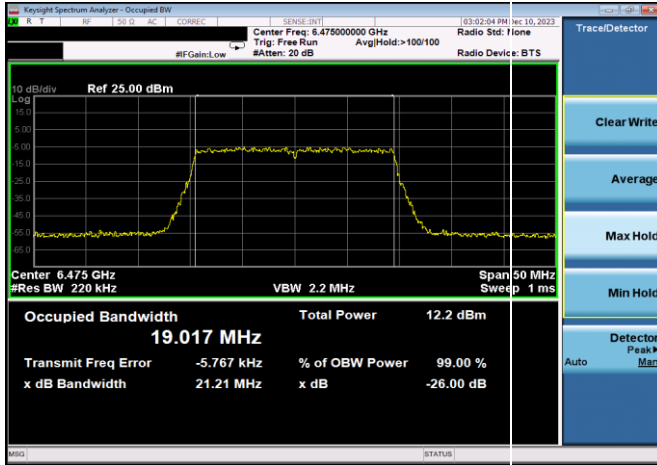 Keysight Spectrum Analyzer - Occupied BW
R T RF 50 Ω AC CORREC SENSE:INT 03:02:04 PM Dec 10, 2023
Center Freq: 6.475000000 GHz Radio Std: None
Trig: Free Run Avg|Hold:>100/100
#IFGain:Low #Atten: 20 dB Radio Device: BTS
Trace/Detector
10 dB/div Ref 25.00 dBm
Log
15.0
5.00
-5.00
-15.0
-25.0
-35.0
-45.0
-55.0
-65.0
Center 6.475 GHz Span 50 MHz
#Res BW 220 kHz VBW 2.2 MHz Sweep 1 ms
Occupied Bandwidth Total Power 12.2 dBm
19.017 MHz
Transmit Freq Error -5.767 kHz % of OBW Power 99.00 %
x dB Bandwidth 21.21 MHz x dB -26.00 dB
Clear Write
Average
Max Hold
Min Hold
Detector
Peak
Auto Man
MSG STATUS